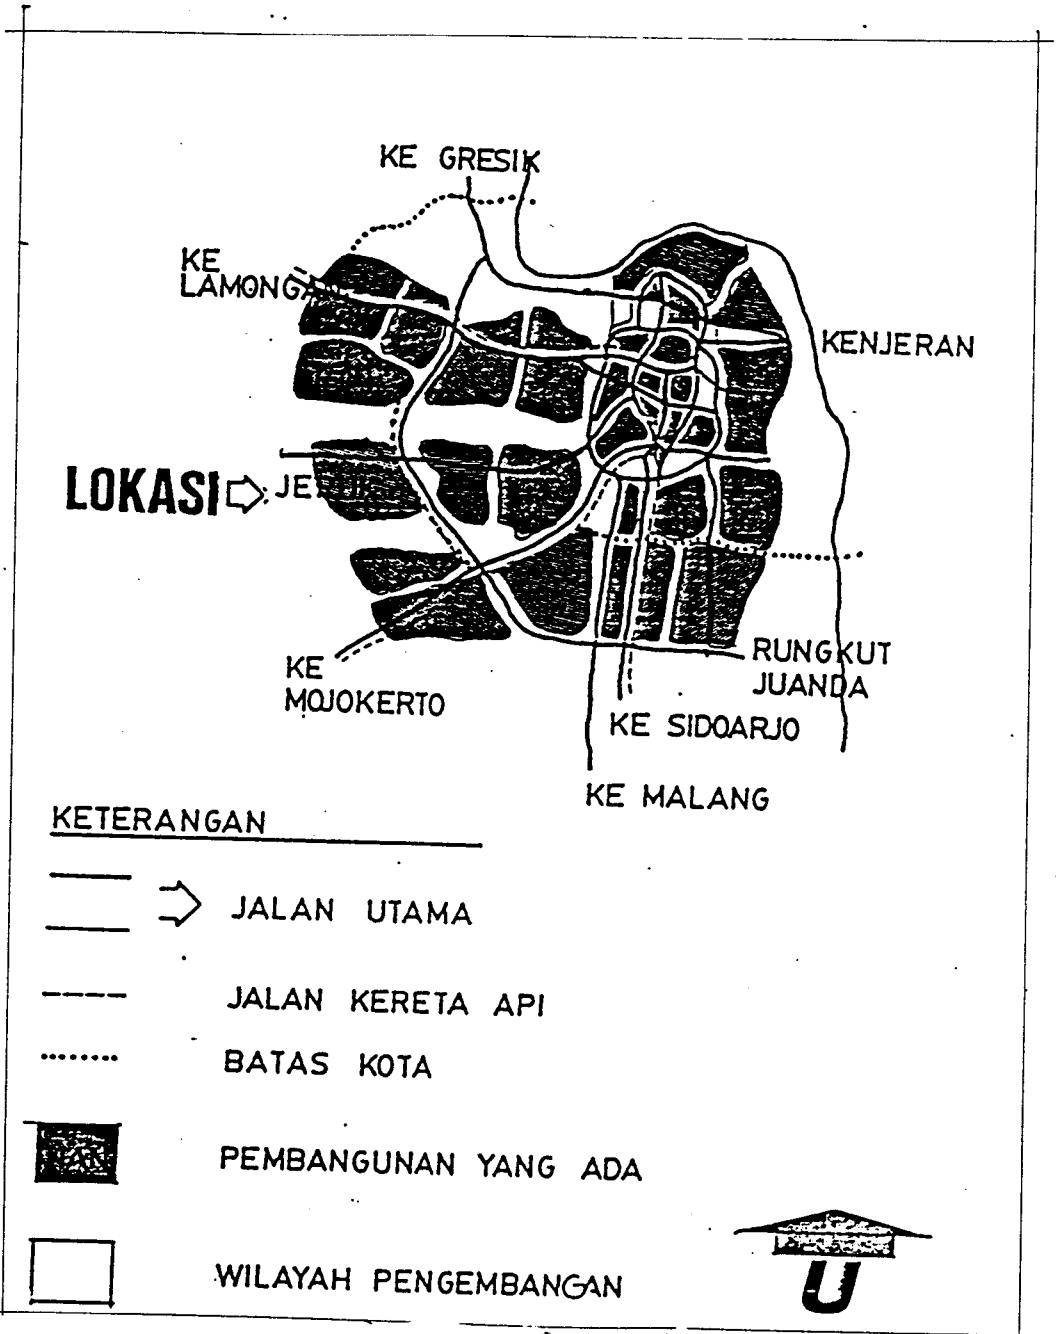 KE GRESIK
KE
LAMONGAN
KENJERAN
LOKASI
KE
MOJOKERTO
RUNGKUT
JUANDA
KE SIDOARJO
KE MALANG
KETERANGAN
JALAN UTAMA
JALAN KERETA API
BATAS KOTA
PEMBANGUNAN YANG ADA
WILAYAH PENGEMBANGAN
U